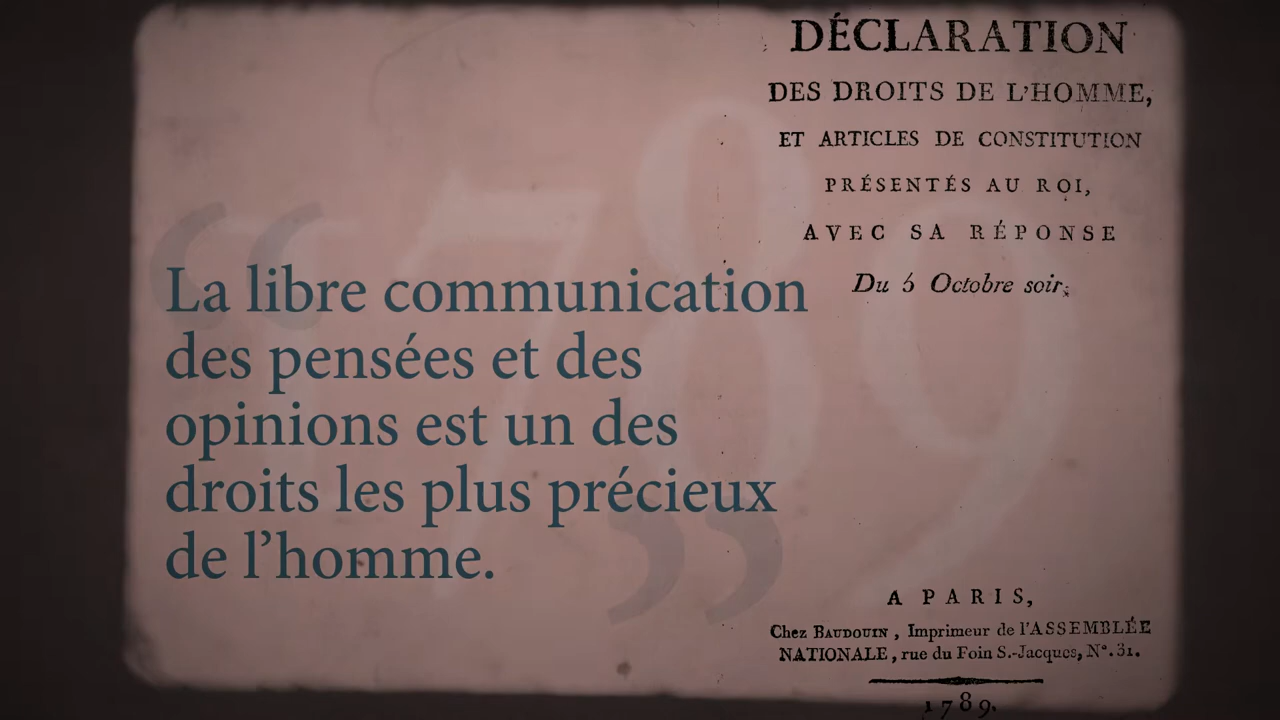 “La libre communication
des pensées et des
opinions est un des
droits les plus précieux
de l’homme.”
1789
DÉCLARATION
DES DROITS DE L’HOMME,
ET ARTICLES DE CONSTITUTION
PRÉSENTÉS AU ROI,
AVEC SA RÉPONSE
Du 5 Octobre soir.
A PARIS,
Chez BAUDOUIN, Imprimeur de l’ASSEMBLÉE
NATIONALE, rue du Foin S.-Jacques, N°.31.
1789.